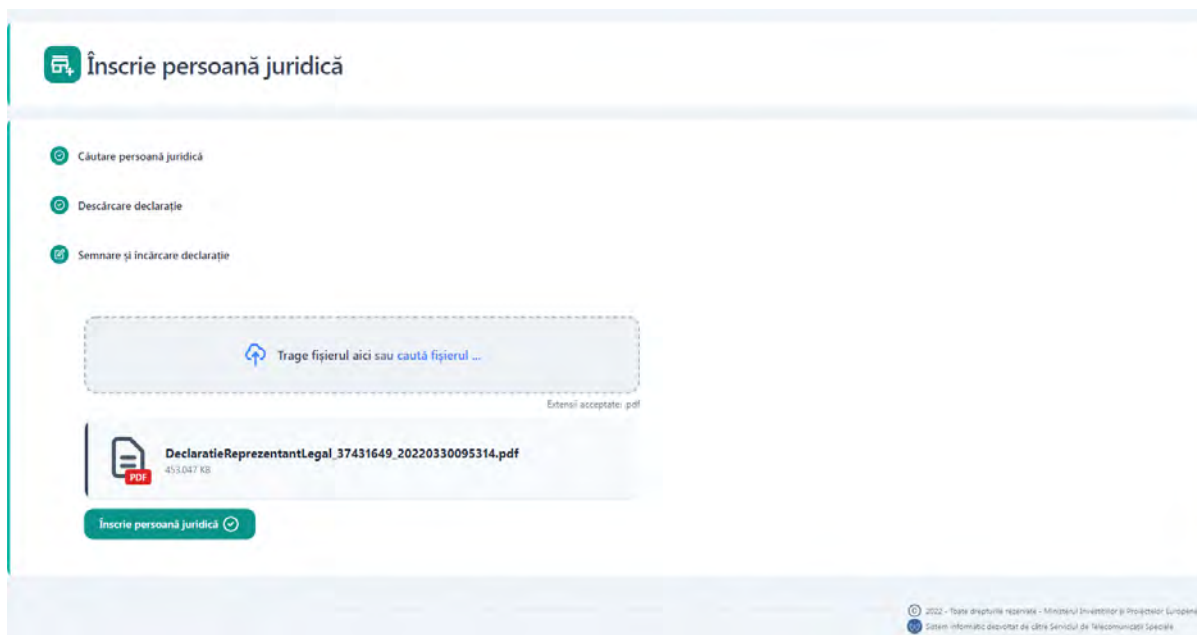 Înscrie persoană juridică
Căutare persoană juridică
Descărcare declarație
Semnare și încărcare declarație
Trage fișierul aici sau caută fișierul ...
Extensii acceptate: .pdf
DeclaratieReprezentantLegal_37431649_20220330095314.pdf
453.047 KB
PDF
Înscrie persoană juridică
2022 - Toate drepturile rezervate - Ministerul Investițiilor și Proiectelor Europene
Sistem informatic dezvoltat de către Serviciul de Telecomunicații Speciale